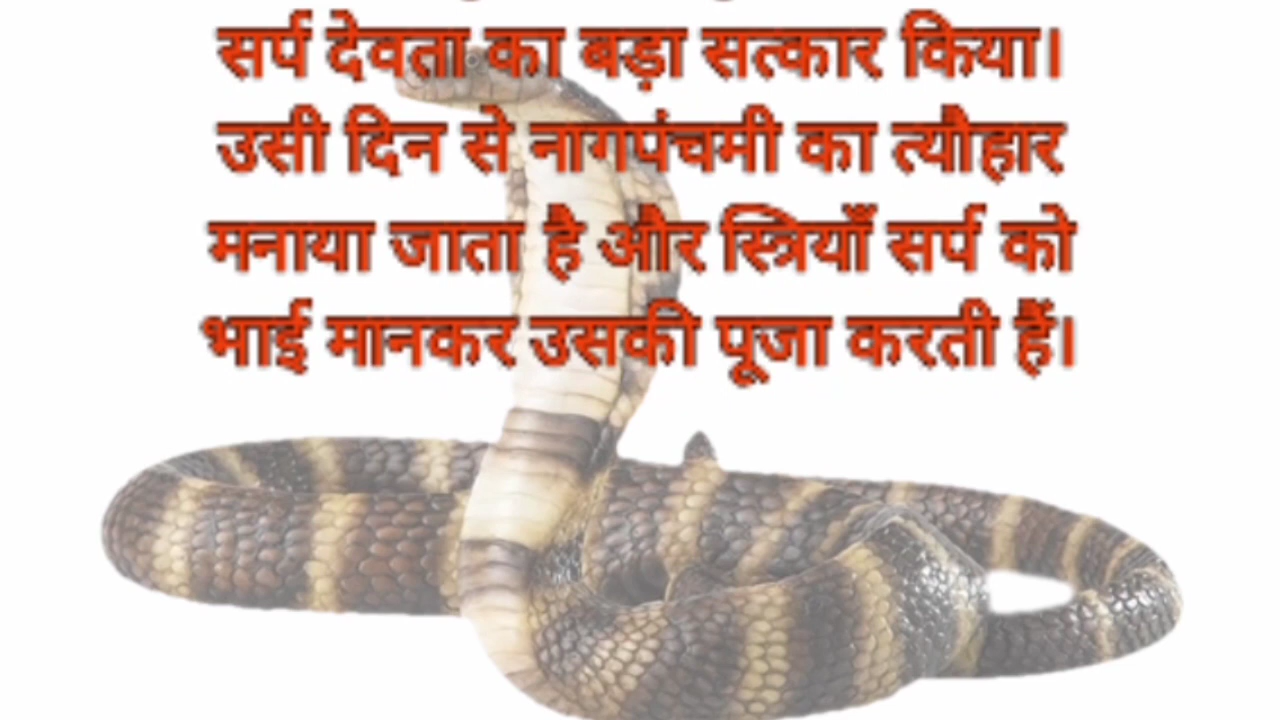 सर्प देवता का बड़ा सत्कार किया।
उसी दिन से नागपंचमी का त्यौहार
मनाया जाता है और स्त्रियाँ सर्प को
भाई मानकर उसकी पूजा करती हैं।